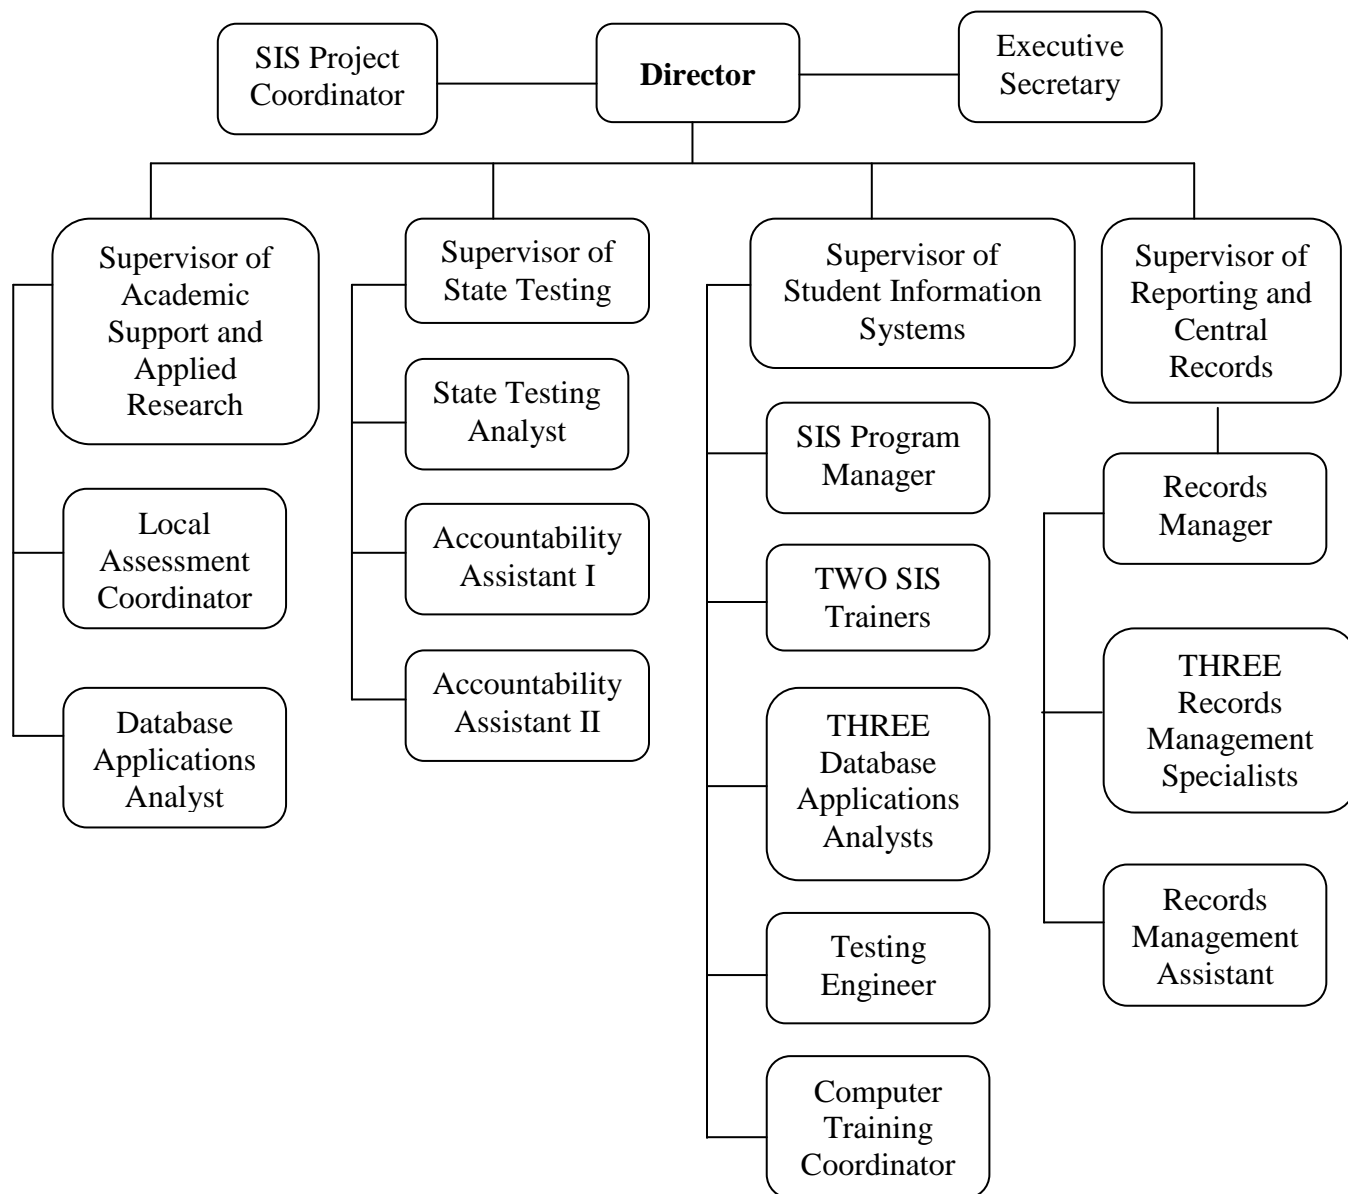 SIS Project
Coordinator
Director
Executive
Secretary
Supervisor of
Academic
Support and
Applied
Research
Supervisor of
State Testing
Supervisor of
Student Information
Systems
Supervisor of
Reporting and
Central
Records
Local
Assessment
Coordinator
Database
Applications
Analyst
State Testing
Analyst
Accountability
Assistant I
Accountability
Assistant II
SIS Program
Manager
TWO SIS
Trainers
THREE
Database
Applications
Analysts
Testing
Engineer
Computer
Training
Coordinator
Records
Manager
THREE
Records
Management
Specialists
Records
Management
Assistant